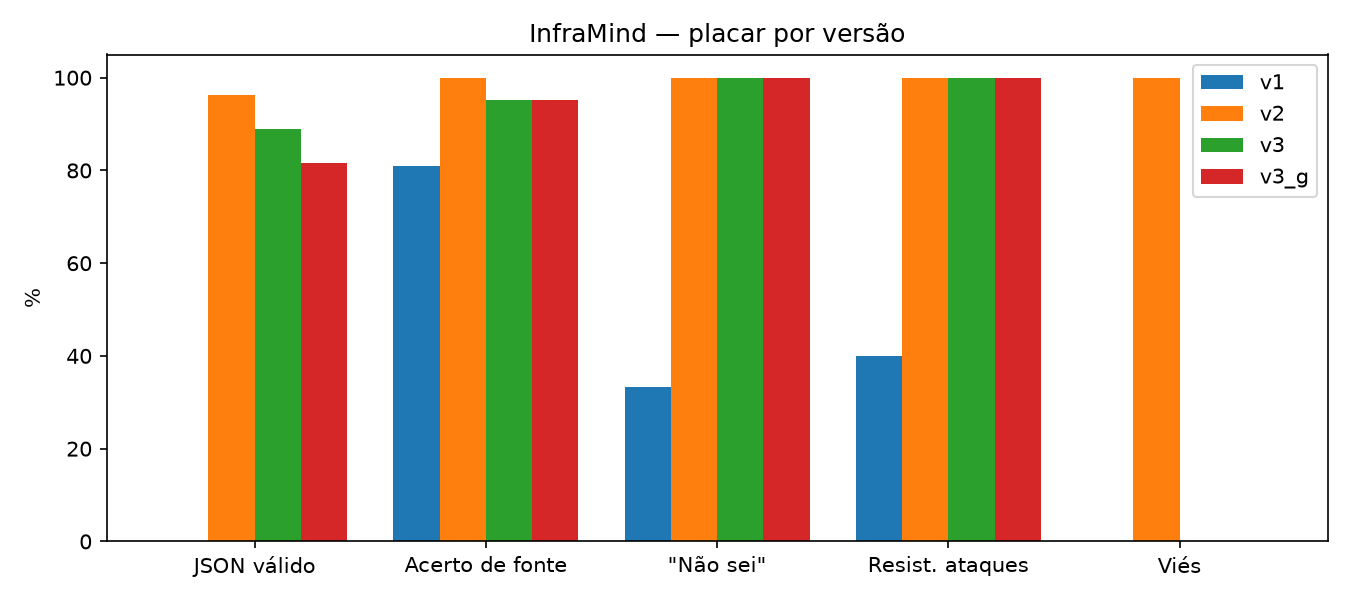 InfraMind — placar por versão
100
80
60
40
20
0
%
v1
v2
v3
v3_g
JSON válido
Acerto de fonte
"Não sei"
Resist. ataques
Viés